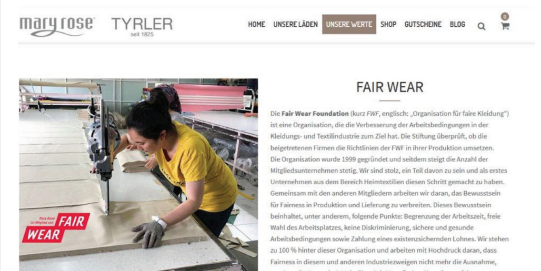 mary rose®
TYRLER
seit 1825
HOME UNSERE LÄDEN UNSERE WERTE SHOP GUTSCHEINE BLOG
0
FAIR WEAR
Die Fair Wear Foundation (kurz FWF, englisch: „Organisation für faire Kleidung")
ist eine Organisation, die die Verbesserung der Arbeitsbedingungen in der
Kleidungs- und Textilindustrie zum Ziel hat. Die Stiftung überprüft, ob die
beigetretenen Firmen die Richtlinien der FWF in ihrer Produktion umsetzen.
Die Organisation wurde 1999 gegründet und seitdem steigt die Anzahl der
Mitgliedsunternehmen stetig. Wir sind stolz, ein Teil davon zu sein und als erstes
Unternehmen aus dem Bereich Heimtextilien diesen Schritt gemacht zu haben.
Gemeinsam mit den anderen Mitgliedern arbeiten wir daran, das Bewusstsein
für Fairness in Produktion und Lieferung zu verbreiten. Dieses Bewusstsein
beinhaltet, unter anderem, folgende Punkte: Begrenzung der Arbeitszeit, freie
Wahl des Arbeitsplatzes, keine Diskriminierung, sichere und gesunde
Arbeitsbedingungen sowie Zahlung eines existenzsichernden Lohnes. Wir stehen
zu 100 % hinter dieser Organisation und arbeiten mit Hochdruck daran, dass
Fairness in diesem und anderen Industriezweigen nicht mehr die Ausnahme,
FAIR
WEAR